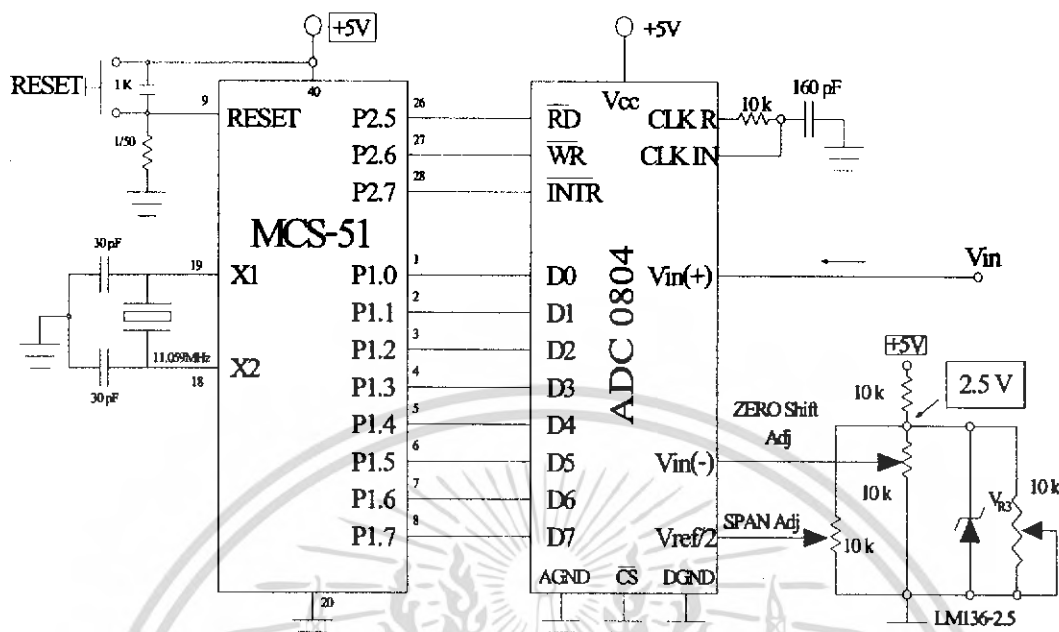 +5V
+5V
RESET
1K
40
9
RESET
1/50
P2.5
26
P2.6
27
P2.7
28
MCS-51
30pF
19
X1
11.059MHz
18
X2
30pF
P1.0
1
P1.1
2
P1.2
3
P1.3
4
P1.4
5
P1.5
6
P1.6
7
P1.7
8
20
Vcc
RD
WR
INTR
CLK R
CLK IN
10 k
160 pF
ADC 0804
D0
D1
D2
D3
D4
D5
D6
D7
Vin(+)
Vin
Vin(-)
Vref/2
AGND
CS
DGND
+5V
10 k
2.5 V
ZERO Shift
Adj
10 k
SPAN Adj
10 k
VR3
10 k
LM136-2.5